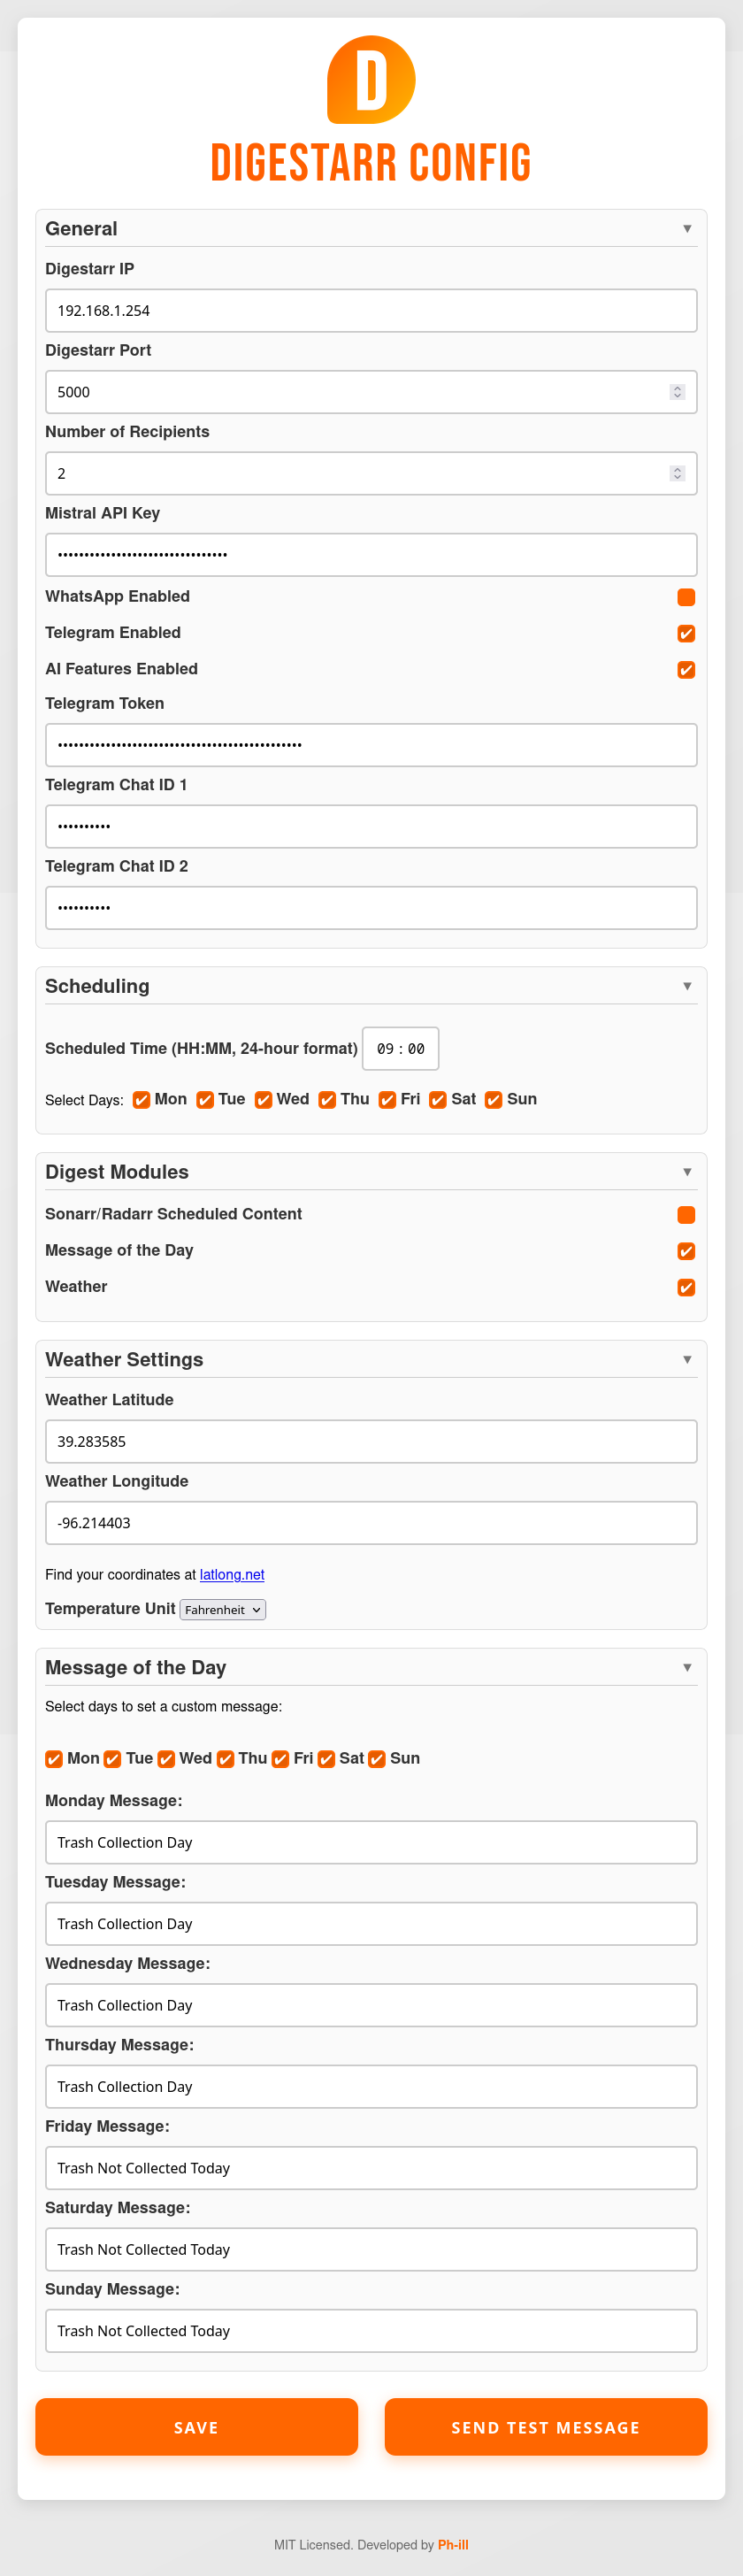 D
DIGESTARR CONFIG
General ▼
Digestarr IP
192.168.1.254
Digestarr Port
5000
Number of Recipients
2
Mistral API Key
••••••••••••••••••••••••••••••••
WhatsApp Enabled
Telegram Enabled ✔
AI Features Enabled ✔
Telegram Token
••••••••••••••••••••••••••••••••••••••••••••••
Telegram Chat ID 1
••••••••••
Telegram Chat ID 2
••••••••••
Scheduling ▼
Scheduled Time (HH:MM, 24-hour format) 09 : 00
Select Days: ✔ Mon ✔ Tue ✔ Wed ✔ Thu ✔ Fri ✔ Sat ✔ Sun
Digest Modules ▼
Sonarr/Radarr Scheduled Content
Message of the Day ✔
Weather ✔
Weather Settings ▼
Weather Latitude
39.283585
Weather Longitude
-96.214403
Find your coordinates at latlong.net
Temperature Unit Fahrenheit
Message of the Day ▼
Select days to set a custom message:
✔ Mon ✔ Tue ✔ Wed ✔ Thu ✔ Fri ✔ Sat ✔ Sun
Monday Message:
Trash Collection Day
Tuesday Message:
Trash Collection Day
Wednesday Message:
Trash Collection Day
Thursday Message:
Trash Collection Day
Friday Message:
Trash Not Collected Today
Saturday Message:
Trash Not Collected Today
Sunday Message:
Trash Not Collected Today
SAVE SEND TEST MESSAGE
MIT Licensed. Developed by Ph-ill